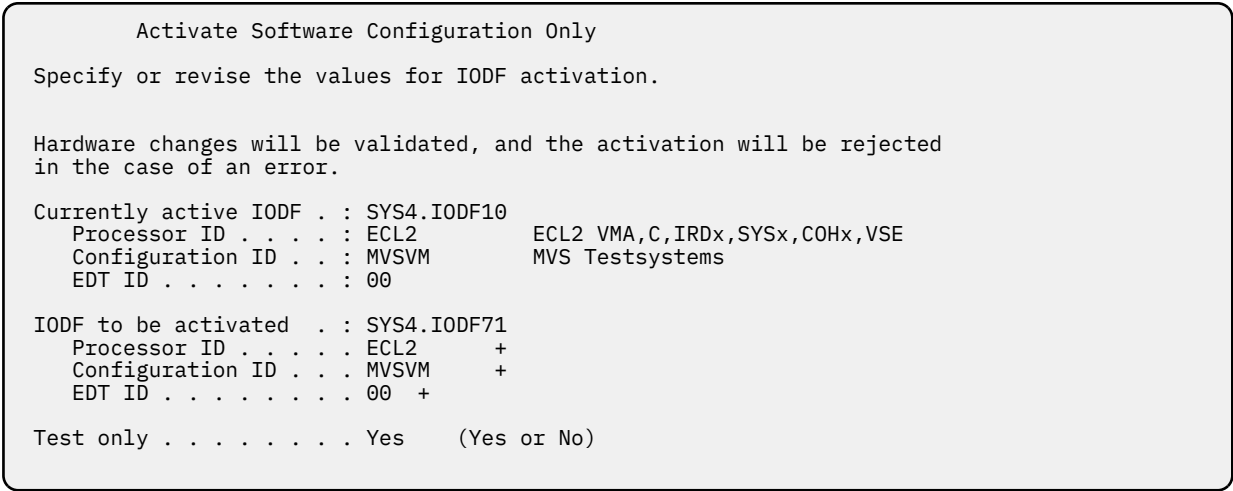 Activate Software Configuration Only
Specify or revise the values for IODF activation.
Hardware changes will be validated, and the activation will be rejected
in the case of an error.
Currently active IODF . : SYS4.IODF10
Processor ID . . . . : ECL2 ECL2 VMA,C,IRDx,SYSx,COHx,VSE
Configuration ID . . : MVSVM MVS Testsystems
EDT ID . . . . . . . : 00
IODF to be activated . : SYS4.IODF71
Processor ID . . . . . ECL2 +
Configuration ID . . . MVSVM +
EDT ID . . . . . . . . 00 +
Test only . . . . . . . . Yes (Yes or No)